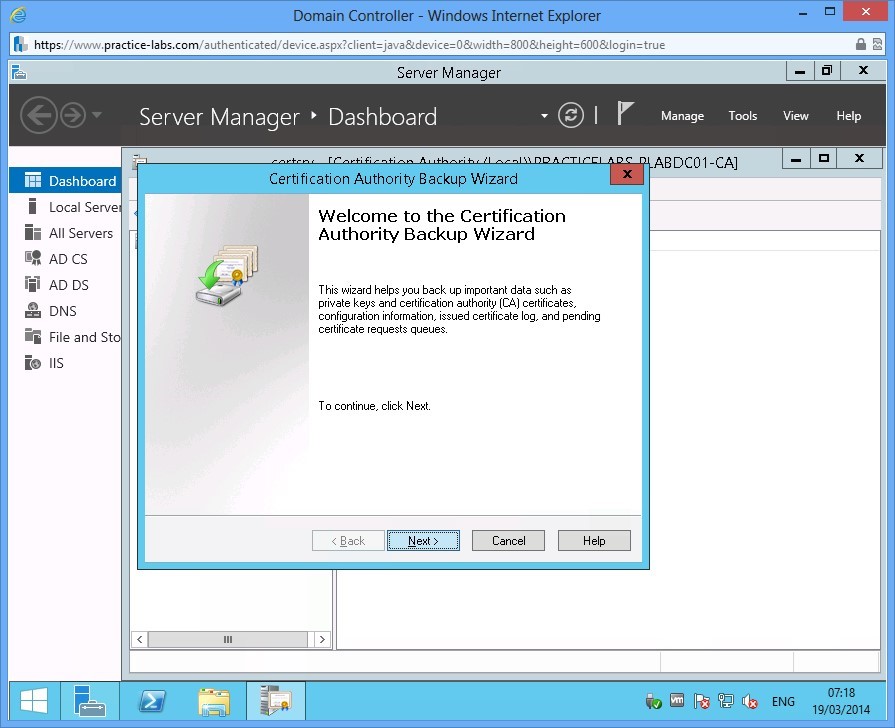 Domain Controller - Windows Internet Explorer
https://www.practice-labs.com/authenticated/device.aspx?client=java&device=0&width=800&height=600&login=true
Server Manager
Server Manager ‣ Dashboard
Manage Tools View Help
certsrv - [Certification Authority (Local)\PRACTICELABS-PLABDC01-CA]
Certification Authority Backup Wizard
Dashboard
Local Server
All Servers
AD CS
AD DS
DNS
File and Sto
IIS
Welcome to the Certification
Authority Backup Wizard
This wizard helps you back up important data such as
private keys and certification authority (CA) certificates,
configuration information, issued certificate log, and pending
certificate requests queues.
To continue, click Next.
< Back
Next >
Cancel
Help
ENG
07:18
19/03/2014